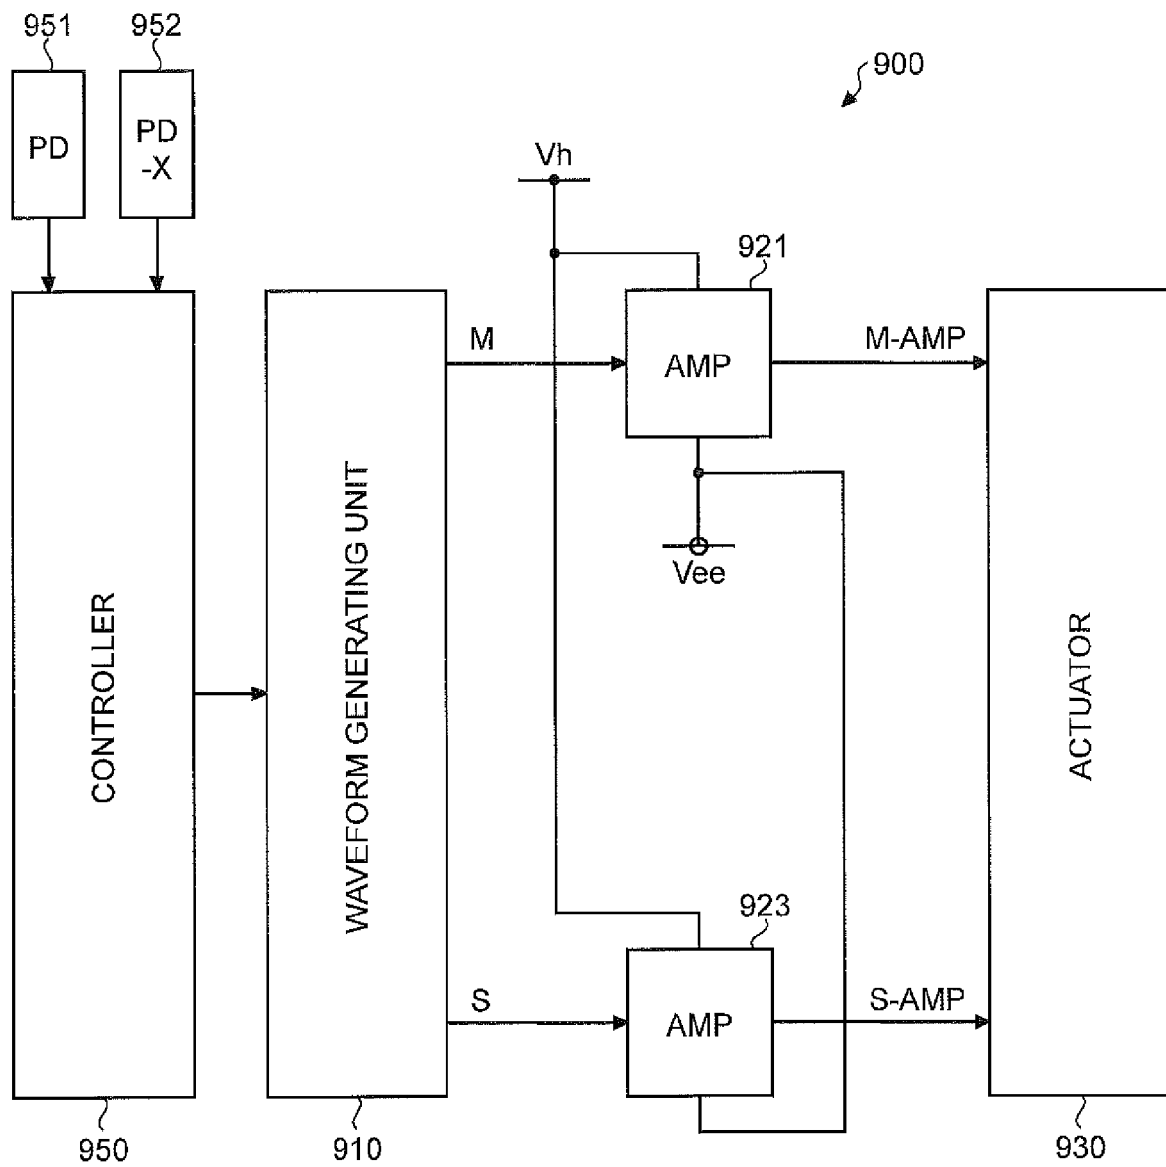 951
952
900
PD
PD
-X
Vh
921
M
AMP
M-AMP
Vee
CONTROLLER
WAVEFORM GENERATING UNIT
ACTUATOR
923
S
AMP
S-AMP
950
910
930